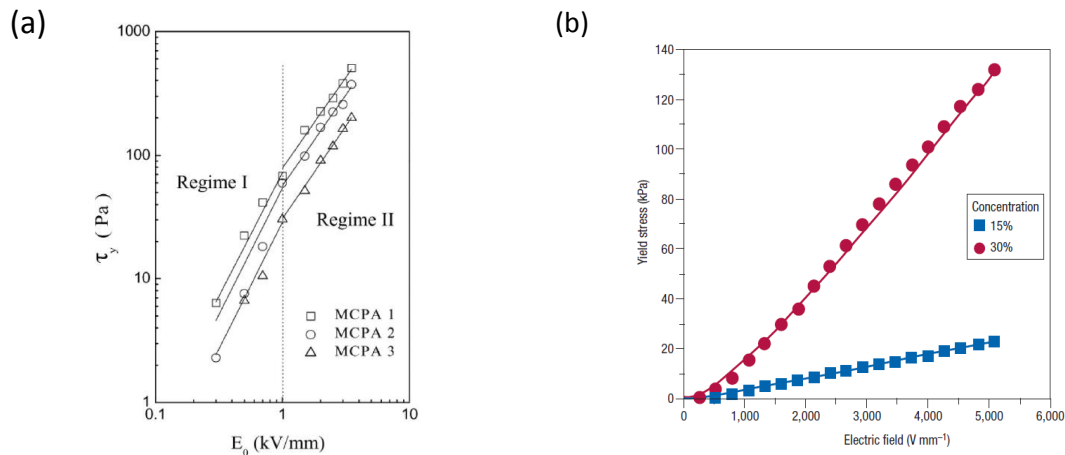 (a)
1000
100
10
1
τy ( Pa )
Regime I
Regime II
MCPA 1
MCPA 2
MCPA 3
0.1
1
10
E0 (kV/mm)
(b)
140
120
100
80
60
40
20
0
Yield stress (kPa)
Concentration
15%
30%
0
1,000
2,000
3,000
4,000
5,000
6,000
Electric field (V mm–1)